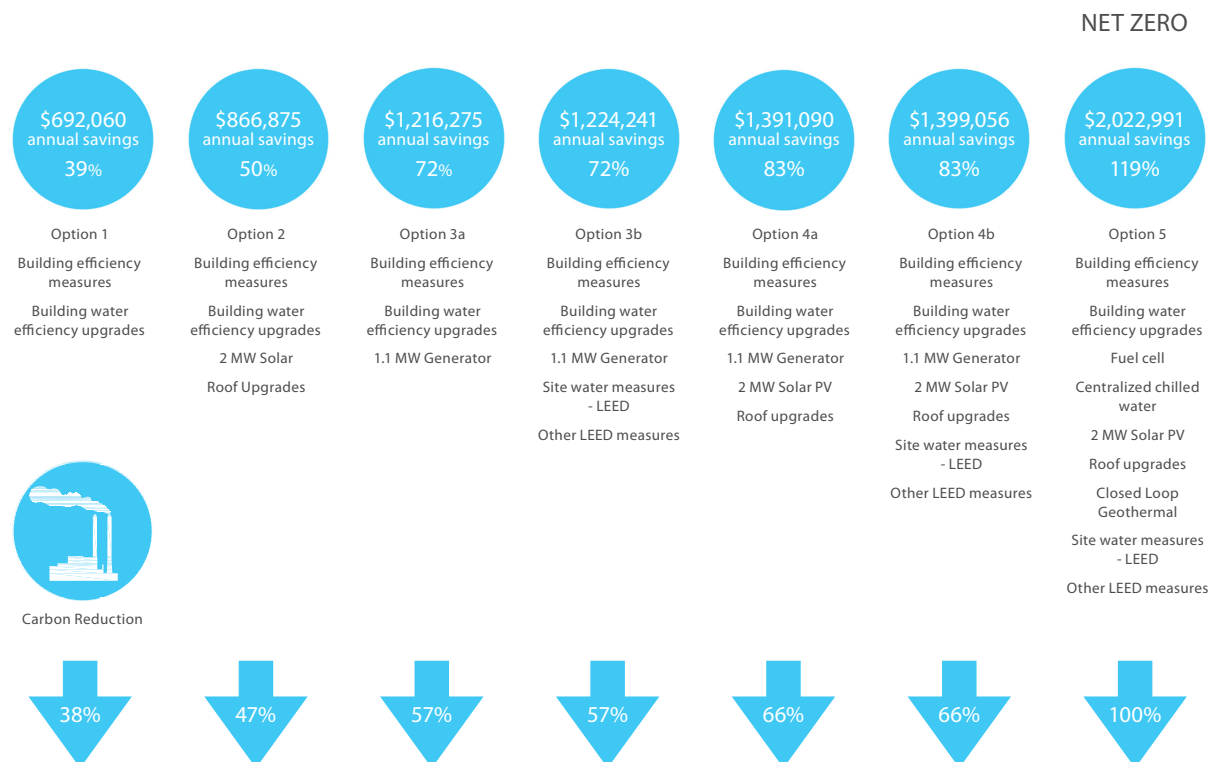 NET ZERO
$692,060
annual savings
39%
$866,875
annual savings
50%
$1,216,275
annual savings
72%
$1,224,241
annual savings
72%
$1,391,090
annual savings
83%
$1,399,056
annual savings
83%
$2,022,991
annual savings
119%
Option 1
Building efficiency
measures
Building water
efficiency upgrades
Option 2
Building efficiency
measures
Building water
efficiency upgrades
2 MW Solar
Roof Upgrades
Option 3a
Building efficiency
measures
Building water
efficiency upgrades
1.1 MW Generator
Option 3b
Building efficiency
measures
Building water
efficiency upgrades
1.1 MW Generator
Site water measures
- LEED
Other LEED measures
Option 4a
Building efficiency
measures
Building water
efficiency upgrades
1.1 MW Generator
2 MW Solar PV
Roof upgrades
Option 4b
Building efficiency
measures
Building water
efficiency upgrades
1.1 MW Generator
2 MW Solar PV
Roof upgrades
Site water measures
- LEED
Other LEED measures
Option 5
Building efficiency
measures
Building water
efficiency upgrades
Fuel cell
Centralized chilled
water
2 MW Solar PV
Roof upgrades
Closed Loop
Geothermal
Site water measures
- LEED
Other LEED measures
Carbon Reduction
38%
47%
57%
57%
66%
66%
100%